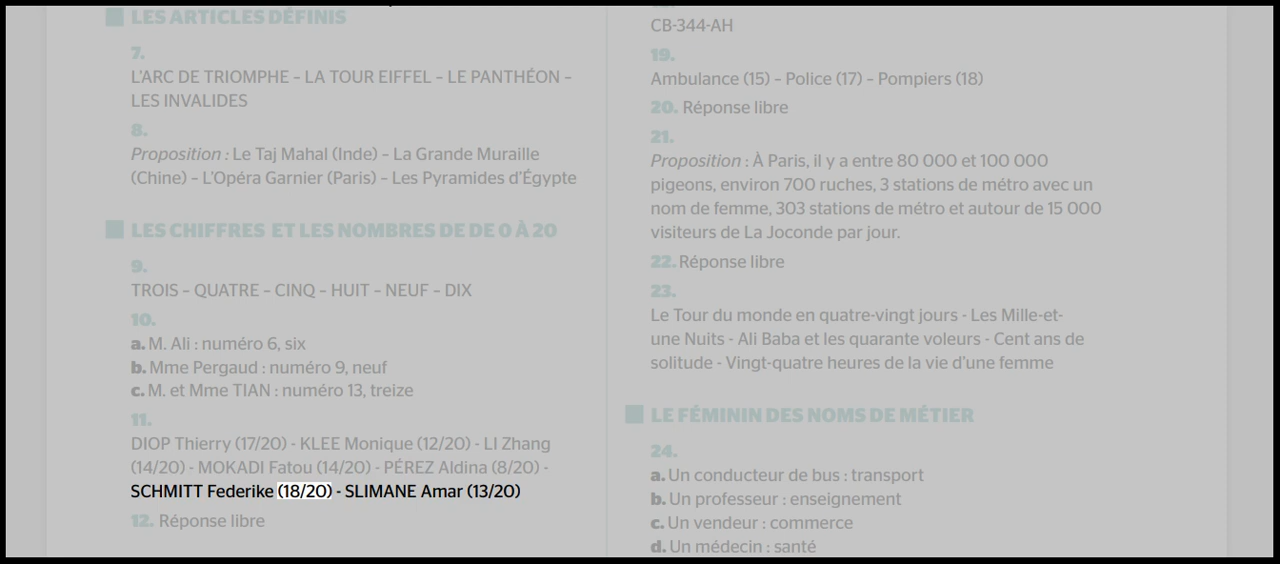 LES ARTICLES DÉFINIS
7.
L'ARC DE TRIOMPHE – LA TOUR EIFFEL – LE PANTHÉON –
LES INVALIDES
8.
Proposition : Le Taj Mahal (Inde) – La Grande Muraille
(Chine) – L'Opéra Garnier (Paris) – Les Pyramides d'Égypte
LES CHIFFRES ET LES NOMBRES DE DE 0 À 20
9.
TROIS – QUATRE – CINQ – HUIT – NEUF – DIX
10.
a. M. Ali : numéro 6, six
b. Mme Pergaud : numéro 9, neuf
c. M. et Mme TIAN : numéro 13, treize
11.
DIOP Thierry (17/20) - KLEE Monique (12/20) - LI Zhang
(14/20) - MOKADI Fatou (14/20) - PÉREZ Aldina (8/20) -
SCHMITT Federike (18/20) - SLIMANE Amar (13/20)
12. Réponse libre
CB-344-AH
19.
Ambulance (15) – Police (17) – Pompiers (18)
20. Réponse libre
21.
Proposition : À Paris, il y a entre 80 000 et 100 000
pigeons, environ 700 ruches, 3 stations de métro avec un
nom de femme, 303 stations de métro et autour de 15 000
visiteurs de La Joconde par jour.
22. Réponse libre
23.
Le Tour du monde en quatre-vingt jours - Les Mille-et-
une Nuits - Ali Baba et les quarante voleurs - Cent ans de
solitude - Vingt-quatre heures de la vie d'une femme
LE FÉMININ DES NOMS DE MÉTIER
24.
a. Un conducteur de bus : transport
b. Un professeur : enseignement
c. Un vendeur : commerce
d. Un médecin : santé